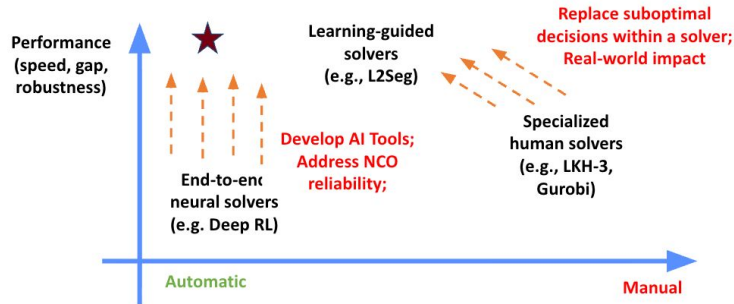 Performance
(speed, gap,
robustness)
Learning-guided
solvers
(e.g., L2Seg)
Replace suboptimal
decisions within a solver;
Real-world impact
Develop AI Tools;
Address NCO
reliability;
Specialized
human solvers
(e.g., LKH-3,
Gurobi)
End-to-end
neural solvers
(e.g. Deep RL)
Automatic
Manual